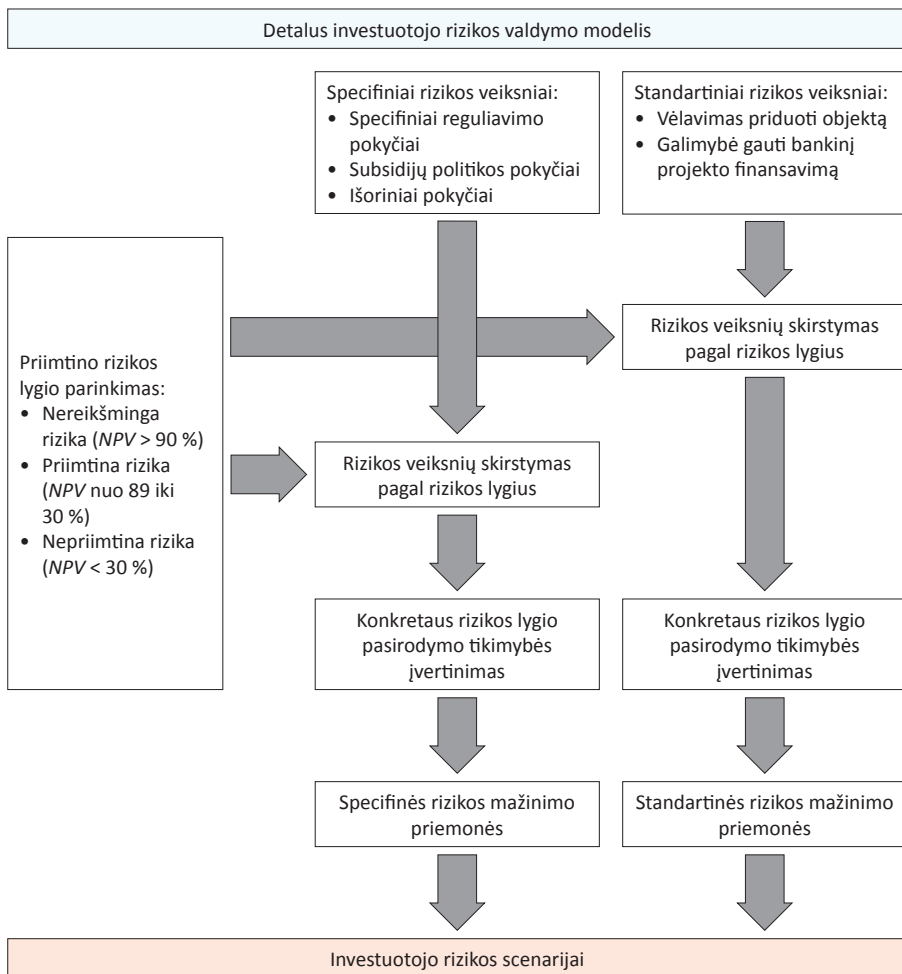 Detalus investuotojo rizikos valdymo modelis
Specifiniai rizikos veiksniai:
• Specifiniai reguliavimo
pokyčiai
• Subsidijų politikos pokyčiai
• Išoriniai pokyčiai
Standartiniai rizikos veiksniai:
• Vėlavimas priduoti objektą
• Galimybė gauti bankinį
projekto finansavimą
Priimtino rizikos
lygio parinkimas:
• Nereikšminga
rizika (NPV > 90 %)
• Priimtina rizika
(NPV nuo 89 iki
30 %)
• Nepriimtina rizika
(NPV < 30 %)
Rizikos veiksnių skirstymas
pagal rizikos lygius
Rizikos veiksnių skirstymas
pagal rizikos lygius
Konkretaus rizikos lygio
pasirodymo tikimybės
įvertinimas
Konkretaus rizikos lygio
pasirodymo tikimybės
įvertinimas
Specifinės rizikos mažinimo
priemonės
Standartinės rizikos mažinimo
priemonės
Investuotojo rizikos scenarijai